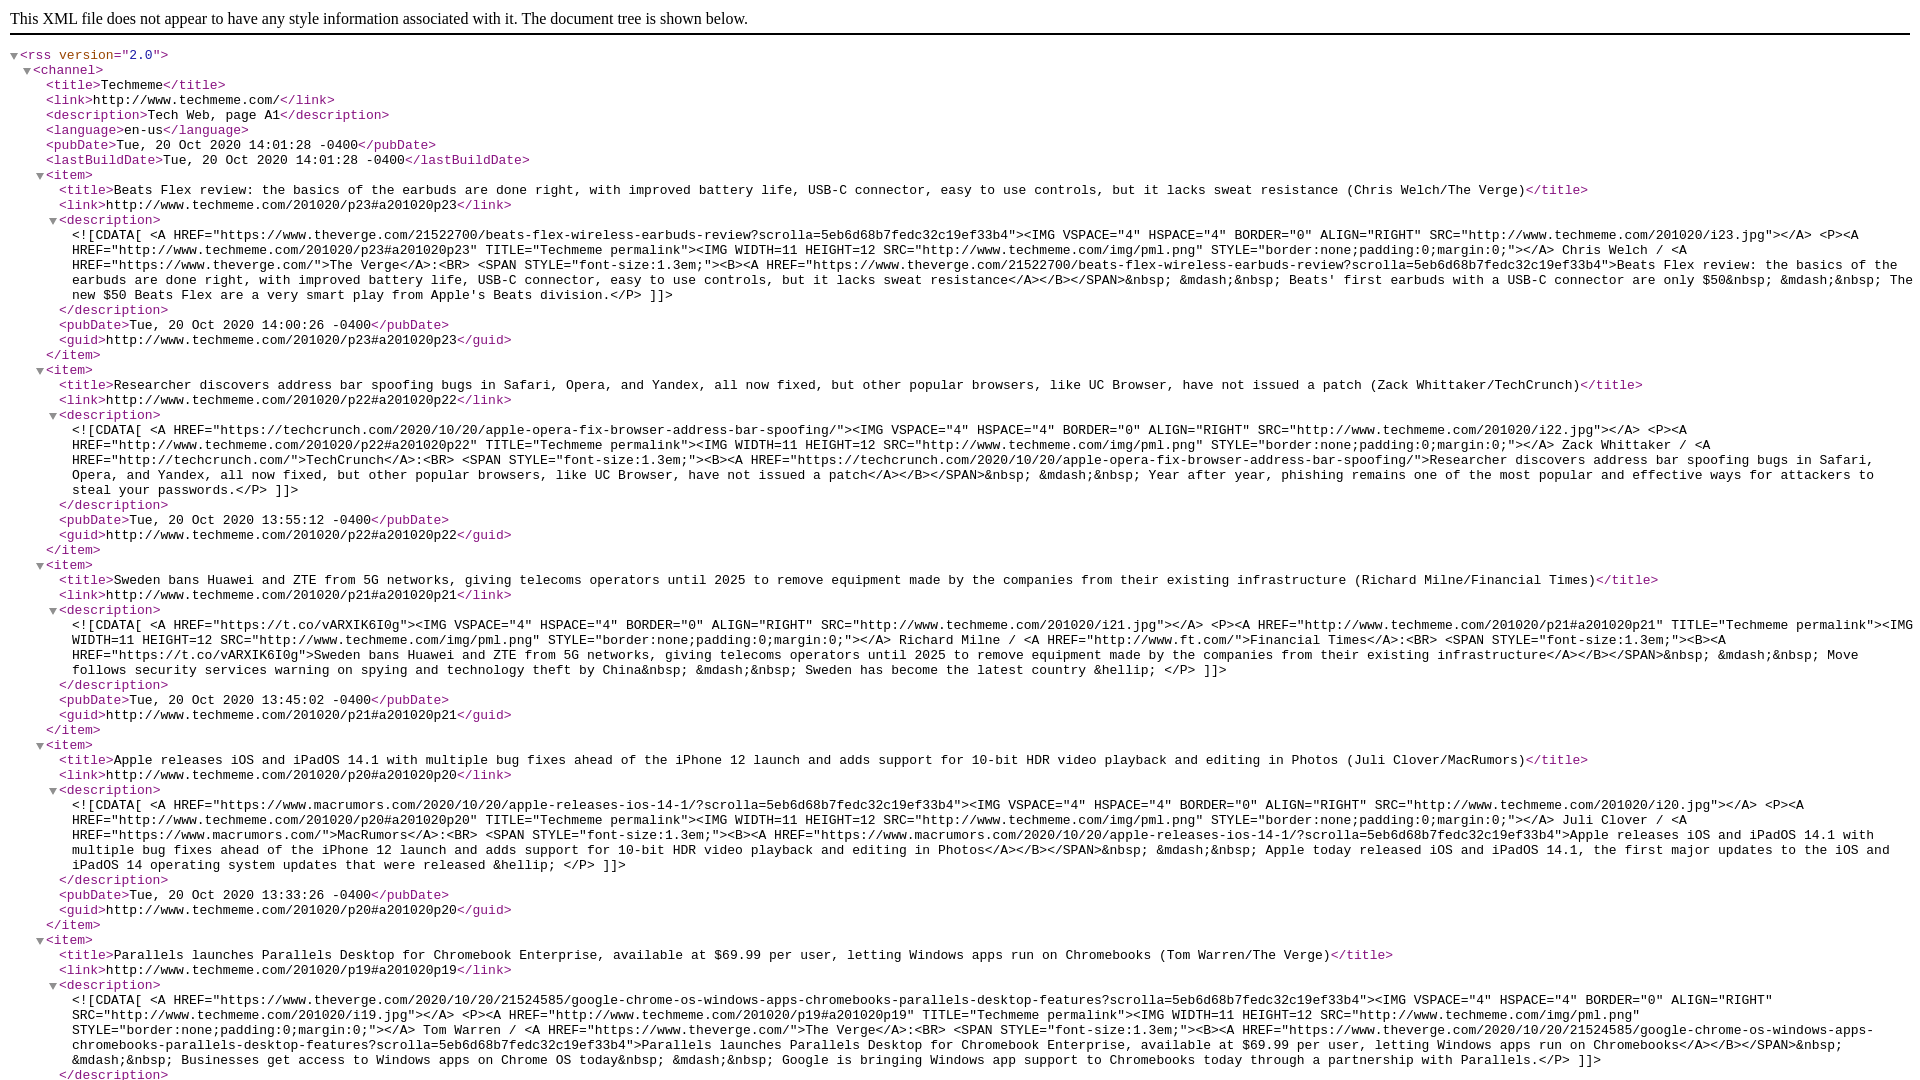 This XML file does not appear to have any style information associated with it. The document tree is shown below.
<rss version="2.0">
<channel>
<title>Techmeme</title>
<link>http://www.techmeme.com/</link>
<description>Tech Web, page A1</description>
<language>en-us</language>
<pubDate>Tue, 20 Oct 2020 14:01:28 -0400</pubDate>
<lastBuildDate>Tue, 20 Oct 2020 14:01:28 -0400</lastBuildDate>
<item>
<title>Beats Flex review: the basics of the earbuds are done right, with improved battery life, USB-C connector, easy to use controls, but it lacks sweat resistance (Chris Welch/The Verge)</title>
<link>http://www.techmeme.com/201020/p23#a201020p23</link>
<description>
<![CDATA[ <A HREF="https://www.theverge.com/21522700/beats-flex-wireless-earbuds-review?scrolla=5eb6d68b7fedc32c19ef33b4"><IMG VSPACE="4" HSPACE="4" BORDER="0" ALIGN="RIGHT" SRC="http://www.techmeme.com/201020/i23.jpg"></A> <P><A
HREF="http://www.techmeme.com/201020/p23#a201020p23" TITLE="Techmeme permalink"><IMG WIDTH=11 HEIGHT=12 SRC="http://www.techmeme.com/img/pml.png" STYLE="border:none;padding:0;margin:0;"></A> Chris Welch / <A
HREF="https://www.theverge.com/">The Verge</A>:<BR> <SPAN STYLE="font-size:1.3em;"><B><A HREF="https://www.theverge.com/21522700/beats-flex-wireless-earbuds-review?scrolla=5eb6d68b7fedc32c19ef33b4">Beats Flex review: the basics of the
earbuds are done right, with improved battery life, USB-C connector, easy to use controls, but it lacks sweat resistance</A></B></SPAN>&nbsp; &mdash;&nbsp; Beats' first earbuds with a USB-C connector are only $50&nbsp; &mdash;&nbsp; The
new $50 Beats Flex are a very smart play from Apple's Beats division.</P> ]]>
</description>
<pubDate>Tue, 20 Oct 2020 14:00:26 -0400</pubDate>
<guid>http://www.techmeme.com/201020/p23#a201020p23</guid>
</item>
<item>
<title>Researcher discovers address bar spoofing bugs in Safari, Opera, and Yandex, all now fixed, but other popular browsers, like UC Browser, have not issued a patch (Zack Whittaker/TechCrunch)</title>
<link>http://www.techmeme.com/201020/p22#a201020p22</link>
<description>
<![CDATA[ <A HREF="https://techcrunch.com/2020/10/20/apple-opera-fix-browser-address-bar-spoofing/"><IMG VSPACE="4" HSPACE="4" BORDER="0" ALIGN="RIGHT" SRC="http://www.techmeme.com/201020/i22.jpg"></A> <P><A
HREF="http://www.techmeme.com/201020/p22#a201020p22" TITLE="Techmeme permalink"><IMG WIDTH=11 HEIGHT=12 SRC="http://www.techmeme.com/img/pml.png" STYLE="border:none;padding:0;margin:0;"></A> Zack Whittaker / <A
HREF="http://techcrunch.com/">TechCrunch</A>:<BR> <SPAN STYLE="font-size:1.3em;"><B><A HREF="https://techcrunch.com/2020/10/20/apple-opera-fix-browser-address-bar-spoofing/">Researcher discovers address bar spoofing bugs in Safari,
Opera, and Yandex, all now fixed, but other popular browsers, like UC Browser, have not issued a patch</A></B></SPAN>&nbsp; &mdash;&nbsp; Year after year, phishing remains one of the most popular and effective ways for attackers to
steal your passwords.</P> ]]>
</description>
<pubDate>Tue, 20 Oct 2020 13:55:12 -0400</pubDate>
<guid>http://www.techmeme.com/201020/p22#a201020p22</guid>
</item>
<item>
<title>Sweden bans Huawei and ZTE from 5G networks, giving telecoms operators until 2025 to remove equipment made by the companies from their existing infrastructure (Richard Milne/Financial Times)</title>
<link>http://www.techmeme.com/201020/p21#a201020p21</link>
<description>
<![CDATA[ <A HREF="https://t.co/vARXIK6I0g"><IMG VSPACE="4" HSPACE="4" BORDER="0" ALIGN="RIGHT" SRC="http://www.techmeme.com/201020/i21.jpg"></A> <P><A HREF="http://www.techmeme.com/201020/p21#a201020p21" TITLE="Techmeme permalink"><IMG
WIDTH=11 HEIGHT=12 SRC="http://www.techmeme.com/img/pml.png" STYLE="border:none;padding:0;margin:0;"></A> Richard Milne / <A HREF="http://www.ft.com/">Financial Times</A>:<BR> <SPAN STYLE="font-size:1.3em;"><B><A
HREF="https://t.co/vARXIK6I0g">Sweden bans Huawei and ZTE from 5G networks, giving telecoms operators until 2025 to remove equipment made by the companies from their existing infrastructure</A></B></SPAN>&nbsp; &mdash;&nbsp; Move
follows security services warning on spying and technology theft by China&nbsp; &mdash;&nbsp; Sweden has become the latest country &hellip; </P> ]]>
</description>
<pubDate>Tue, 20 Oct 2020 13:45:02 -0400</pubDate>
<guid>http://www.techmeme.com/201020/p21#a201020p21</guid>
</item>
<item>
<title>Apple releases iOS and iPadOS 14.1 with multiple bug fixes ahead of the iPhone 12 launch and adds support for 10-bit HDR video playback and editing in Photos (Juli Clover/MacRumors)</title>
<link>http://www.techmeme.com/201020/p20#a201020p20</link>
<description>
<![CDATA[ <A HREF="https://www.macrumors.com/2020/10/20/apple-releases-ios-14-1/?scrolla=5eb6d68b7fedc32c19ef33b4"><IMG VSPACE="4" HSPACE="4" BORDER="0" ALIGN="RIGHT" SRC="http://www.techmeme.com/201020/i20.jpg"></A> <P><A
HREF="http://www.techmeme.com/201020/p20#a201020p20" TITLE="Techmeme permalink"><IMG WIDTH=11 HEIGHT=12 SRC="http://www.techmeme.com/img/pml.png" STYLE="border:none;padding:0;margin:0;"></A> Juli Clover / <A
HREF="https://www.macrumors.com/">MacRumors</A>:<BR> <SPAN STYLE="font-size:1.3em;"><B><A HREF="https://www.macrumors.com/2020/10/20/apple-releases-ios-14-1/?scrolla=5eb6d68b7fedc32c19ef33b4">Apple releases iOS and iPadOS 14.1 with
multiple bug fixes ahead of the iPhone 12 launch and adds support for 10-bit HDR video playback and editing in Photos</A></B></SPAN>&nbsp; &mdash;&nbsp; Apple today released iOS and iPadOS 14.1, the first major updates to the iOS and
iPadOS 14 operating system updates that were released &hellip; </P> ]]>
</description>
<pubDate>Tue, 20 Oct 2020 13:33:26 -0400</pubDate>
<guid>http://www.techmeme.com/201020/p20#a201020p20</guid>
</item>
<item>
<title>Parallels launches Parallels Desktop for Chromebook Enterprise, available at $69.99 per user, letting Windows apps run on Chromebooks (Tom Warren/The Verge)</title>
<link>http://www.techmeme.com/201020/p19#a201020p19</link>
<description>
<![CDATA[ <A HREF="https://www.theverge.com/2020/10/20/21524585/google-chrome-os-windows-apps-chromebooks-parallels-desktop-features?scrolla=5eb6d68b7fedc32c19ef33b4"><IMG VSPACE="4" HSPACE="4" BORDER="0" ALIGN="RIGHT"
SRC="http://www.techmeme.com/201020/i19.jpg"></A> <P><A HREF="http://www.techmeme.com/201020/p19#a201020p19" TITLE="Techmeme permalink"><IMG WIDTH=11 HEIGHT=12 SRC="http://www.techmeme.com/img/pml.png"
STYLE="border:none;padding:0;margin:0;"></A> Tom Warren / <A HREF="https://www.theverge.com/">The Verge</A>:<BR> <SPAN STYLE="font-size:1.3em;"><B><A HREF="https://www.theverge.com/2020/10/20/21524585/google-chrome-os-windows-apps-
chromebooks-parallels-desktop-features?scrolla=5eb6d68b7fedc32c19ef33b4">Parallels launches Parallels Desktop for Chromebook Enterprise, available at $69.99 per user, letting Windows apps run on Chromebooks</A></B></SPAN>&nbsp;
&mdash;&nbsp; Businesses get access to Windows apps on Chrome OS today&nbsp; &mdash;&nbsp; Google is bringing Windows app support to Chromebooks today through a partnership with Parallels.</P> ]]>
</description>